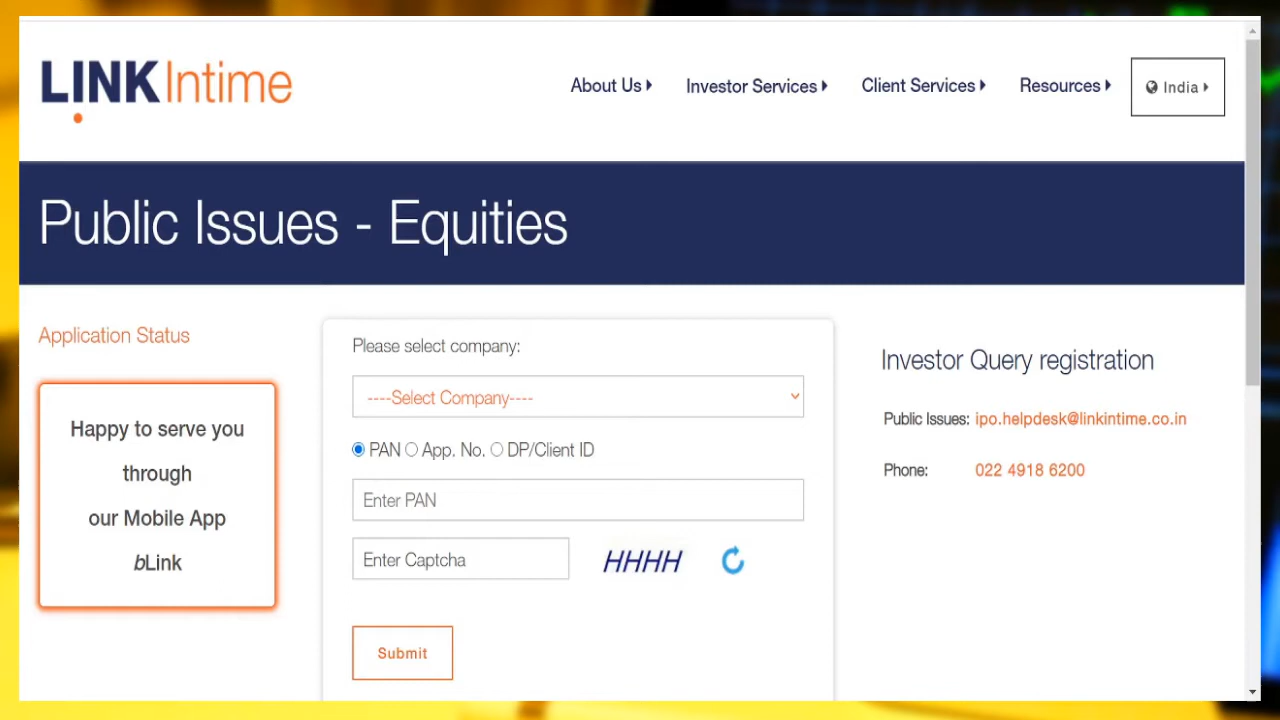 LINKIntime
About Us
Investor Services
Client Services
Resources
India
Public Issues - Equities
Application Status
Happy to serve you
through
our Mobile App
bLink
Please select company:
----Select Company----
PAN App. No. DP/Client ID
Enter PAN
Enter Captcha HHHH
Submit
Investor Query registration
Public Issues: ipo.helpdesk@linkintime.co.in
Phone: 022 4918 6200